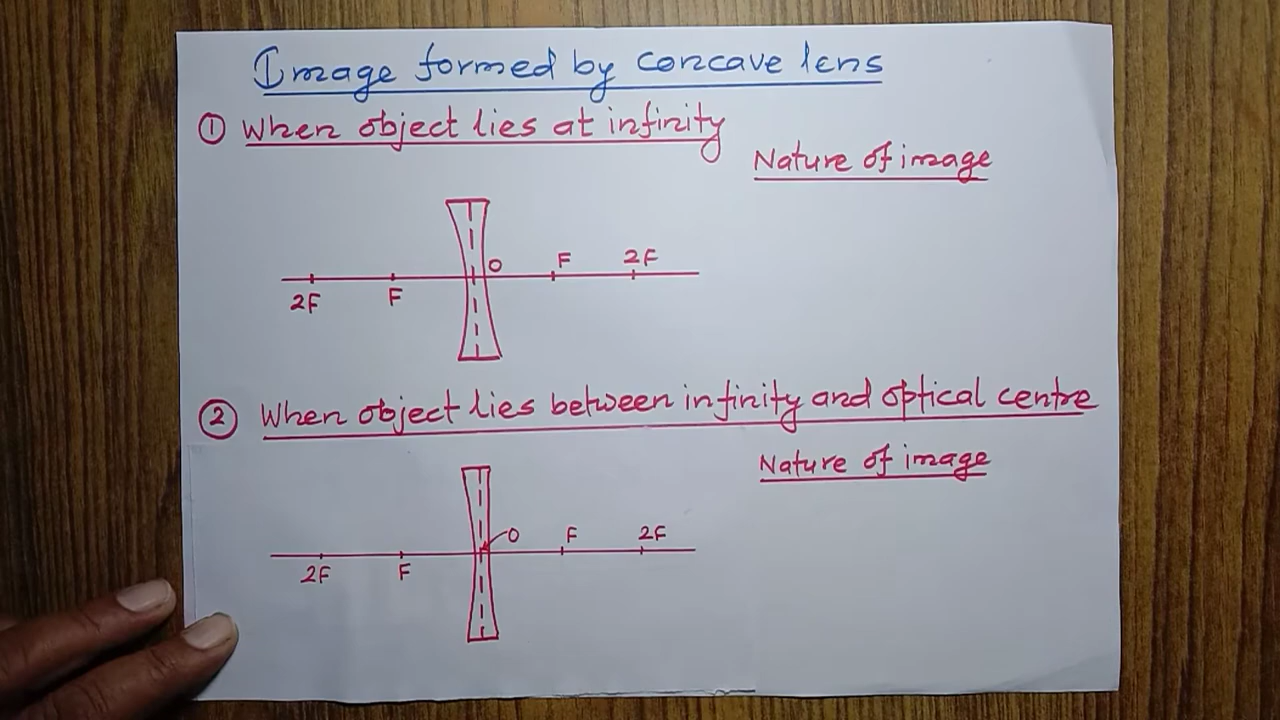 Image formed by concave lens
① When object lies at infinity
Nature of image
O F 2F
2F F
② When object lies between infinity and optical centre
Nature of image
O F 2F
2F F